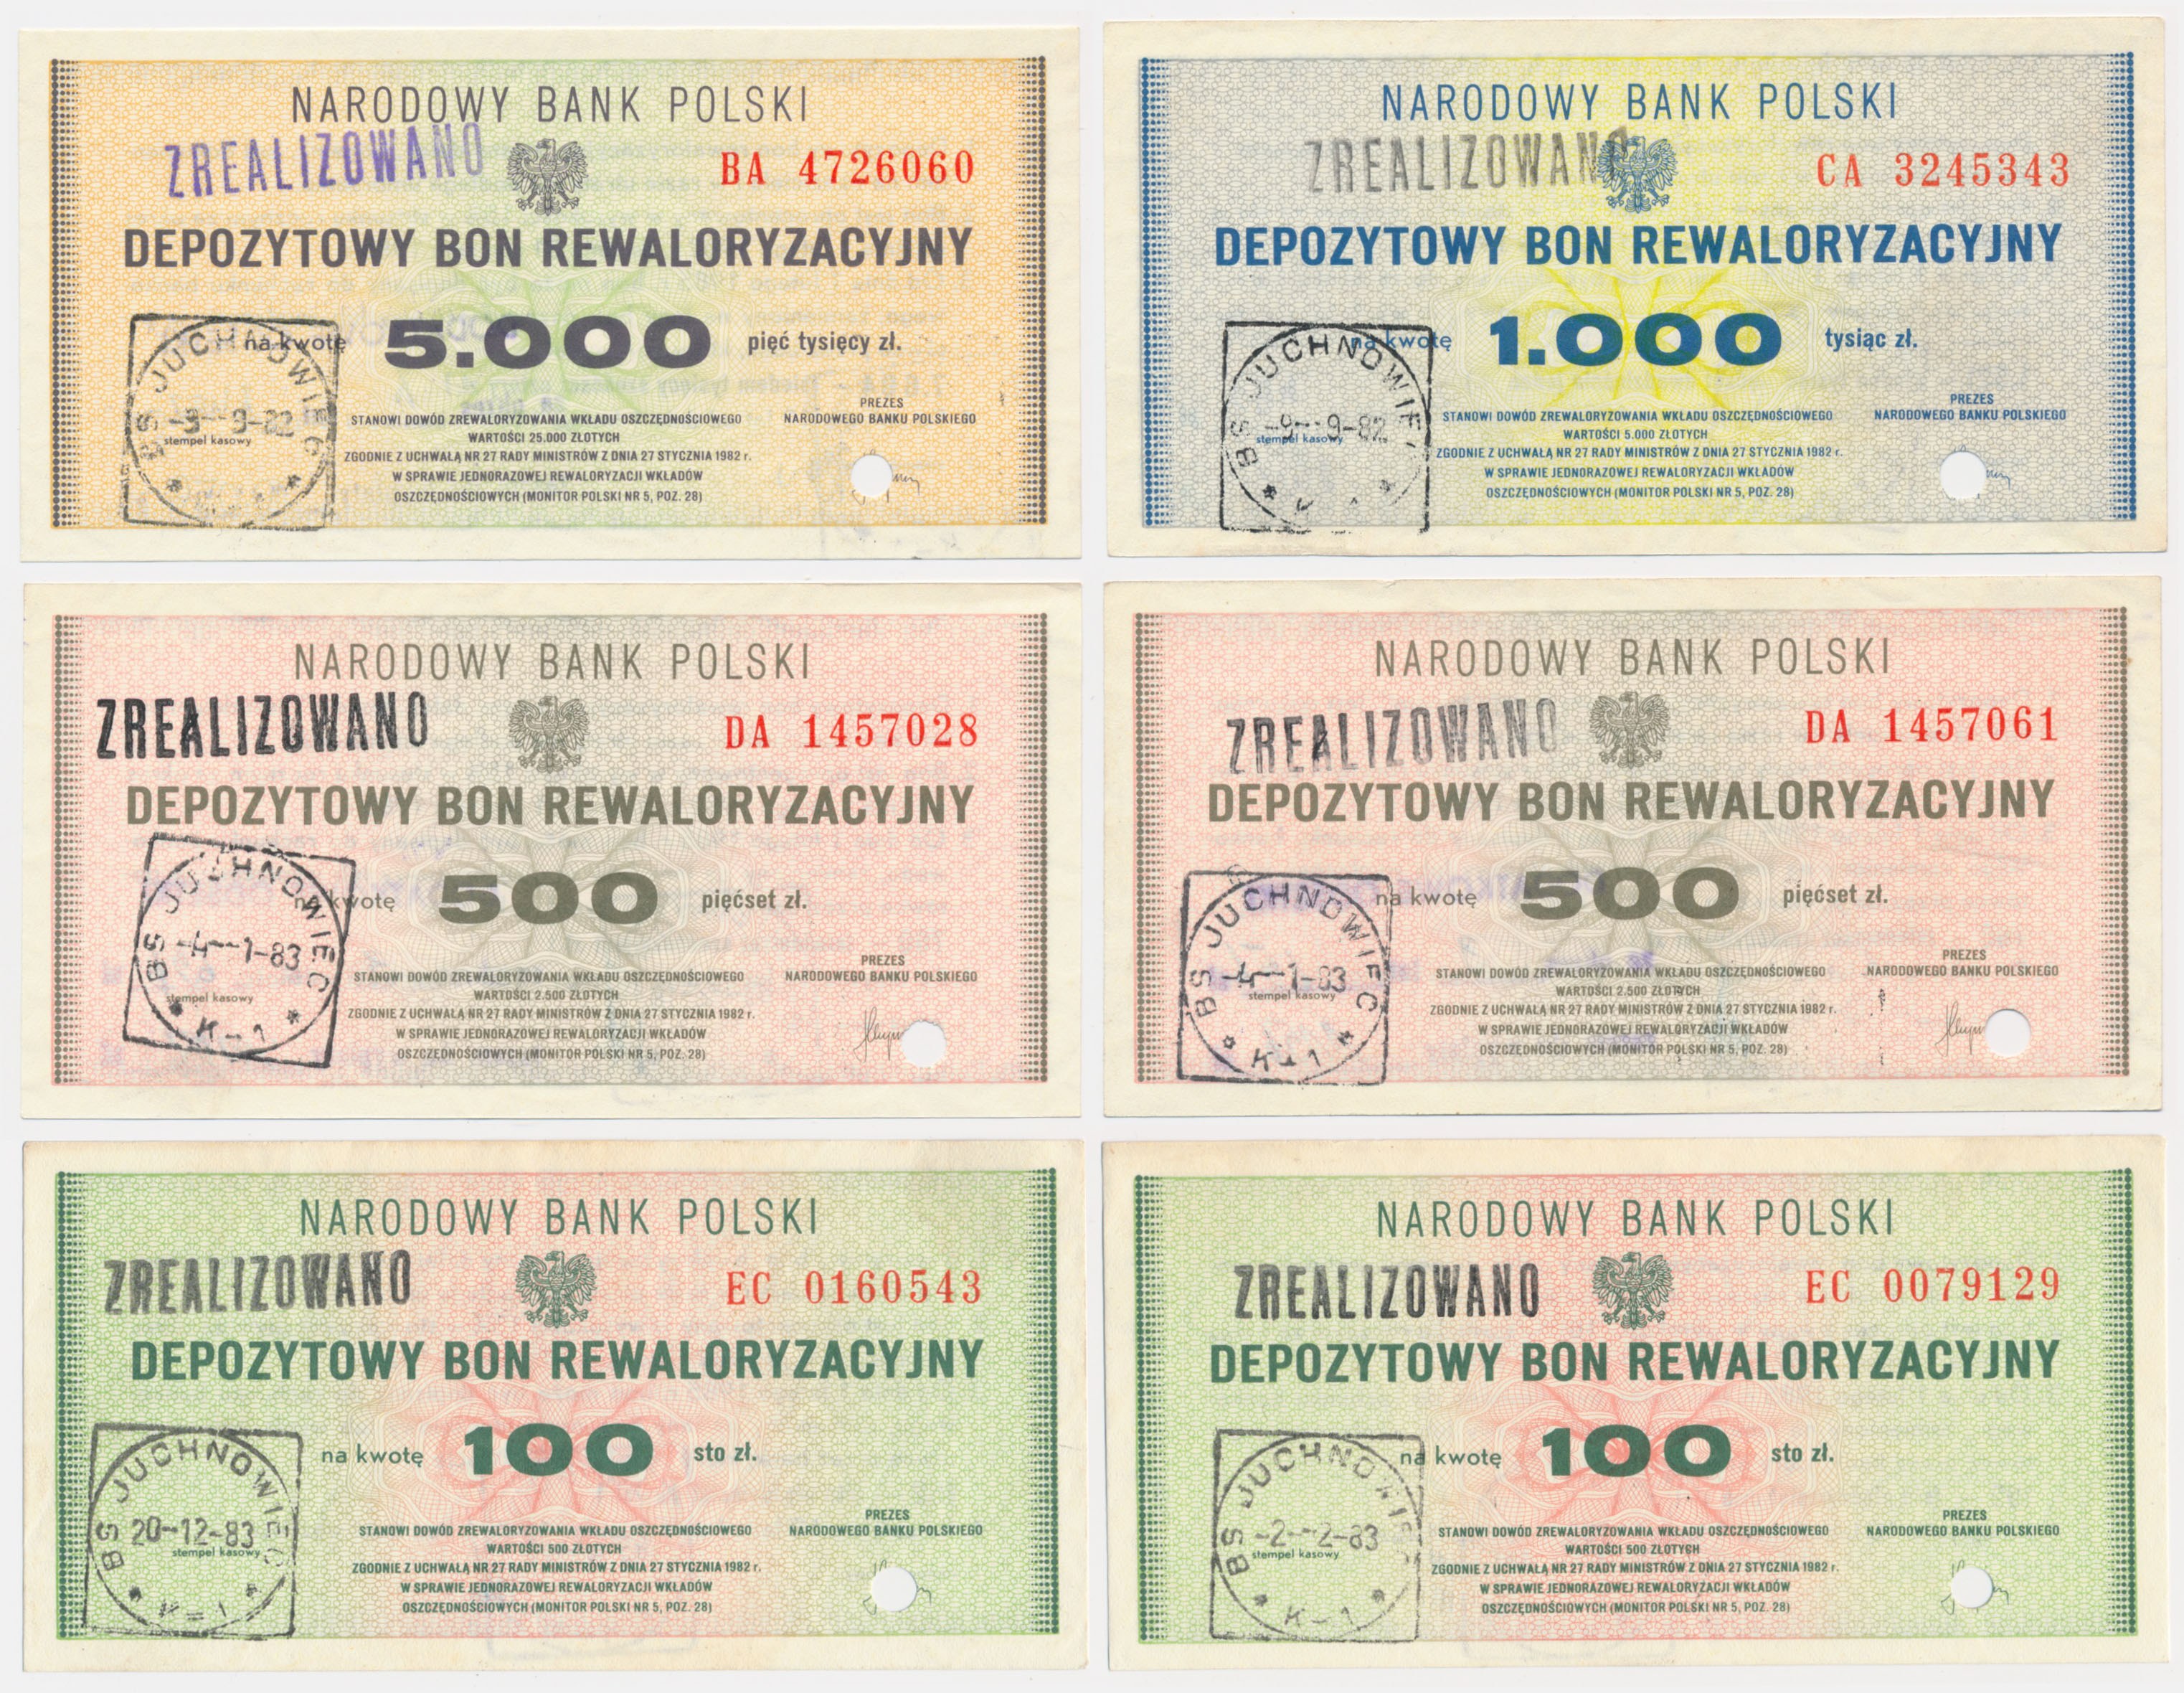 NARODOWY BANK POLSKI
ZREALIZOWANO
BA 4726060
DEPOZYTOWY BON REWALORYZACYJNY
na kwotę 5.000 pięć tysięcy zł.
BS JUCHNOWIEC
-9-9-82
stempel kasowy
STANOWI DOWÓD ZREWALORYZOWANIA WKŁADU OSZCZĘDNOŚCIOWEGO
WARTOŚCI 25.000 ZŁOTYCH
ZGODNIE Z UCHWAŁĄ NR 27 RADY MINISTRÓW Z DNIA 27 STYCZNIA 1982 r.
W SPRAWIE JEDNORAZOWEJ REWALORYZACJI WKŁADÓW
OSZCZĘDNOŚCIOWYCH (MONITOR POLSKI NR 5, POZ. 28)
PREZES
NARODOWEGO BANKU POLSKIEGO
NARODOWY BANK POLSKI
ZREALIZOWANO
CA 3245343
DEPOZYTOWY BON REWALORYZACYJNY
na kwotę 1.000 tysiąc zł.
BS JUCHNOWIEC
-9-9-82
stempel kasowy
STANOWI DOWÓD ZREWALORYZOWANIA WKŁADU OSZCZĘDNOŚCIOWEGO
WARTOŚCI 5.000 ZŁOTYCH
ZGODNIE Z UCHWAŁĄ NR 27 RADY MINISTRÓW Z DNIA 27 STYCZNIA 1982 r.
W SPRAWIE JEDNORAZOWEJ REWALORYZACJI WKŁADÓW
OSZCZĘDNOŚCIOWYCH (MONITOR POLSKI NR 5, POZ. 28)
PREZES
NARODOWEGO BANKU POLSKIEGO
NARODOWY BANK POLSKI
ZREALIZOWANO
DA 1457028
DEPOZYTOWY BON REWALORYZACYJNY
na kwotę 500 pięćset zł.
BS JUCHNOWIEC
-4-1-83
stempel kasowy
K-1
STANOWI DOWÓD ZREWALORYZOWANIA WKŁADU OSZCZĘDNOŚCIOWEGO
WARTOŚCI 2.500 ZŁOTYCH
ZGODNIE Z UCHWAŁĄ NR 27 RADY MINISTRÓW Z DNIA 27 STYCZNIA 1982 r.
W SPRAWIE JEDNORAZOWEJ REWALORYZACJI WKŁADÓW
OSZCZĘDNOŚCIOWYCH (MONITOR POLSKI NR 5, POZ. 28)
PREZES
NARODOWEGO BANKU POLSKIEGO
NARODOWY BANK POLSKI
ZREALIZOWANO
DA 1457061
DEPOZYTOWY BON REWALORYZACYJNY
na kwotę 500 pięćset zł.
BS JUCHNOWIEC
-4-1-83
stempel kasowy
K-1
STANOWI DOWÓD ZREWALORYZOWANIA WKŁADU OSZCZĘDNOŚCIOWEGO
WARTOŚCI 2.500 ZŁOTYCH
ZGODNIE Z UCHWAŁĄ NR 27 RADY MINISTRÓW Z DNIA 27 STYCZNIA 1982 r.
W SPRAWIE JEDNORAZOWEJ REWALORYZACJI WKŁADÓW
OSZCZĘDNOŚCIOWYCH (MONITOR POLSKI NR 5, POZ. 28)
PREZES
NARODOWEGO BANKU POLSKIEGO
NARODOWY BANK POLSKI
ZREALIZOWANO
EC 0160543
DEPOZYTOWY BON REWALORYZACYJNY
na kwotę 100 sto zł.
BS JUCHNOWIEC
20-12-83
stempel kasowy
K-1
STANOWI DOWÓD ZREWALORYZOWANIA WKŁADU OSZCZĘDNOŚCIOWEGO
WARTOŚCI 500 ZŁOTYCH
ZGODNIE Z UCHWAŁĄ NR 27 RADY MINISTRÓW Z DNIA 27 STYCZNIA 1982 r.
W SPRAWIE JEDNORAZOWEJ REWALORYZACJI WKŁADÓW
OSZCZĘDNOŚCIOWYCH (MONITOR POLSKI NR 5, POZ. 28)
PREZES
NARODOWEGO BANKU POLSKIEGO
NARODOWY BANK POLSKI
ZREALIZOWANO
EC 0079129
DEPOZYTOWY BON REWALORYZACYJNY
na kwotę 100 sto zł.
BS JUCHNOWIEC
-2-2-83
stempel kasowy
K-1
STANOWI DOWÓD ZREWALORYZOWANIA WKŁADU OSZCZĘDNOŚCIOWEGO
WARTOŚCI 500 ZŁOTYCH
ZGODNIE Z UCHWAŁĄ NR 27 RADY MINISTRÓW Z DNIA 27 STYCZNIA 1982 r.
W SPRAWIE JEDNORAZOWEJ REWALORYZACJI WKŁADÓW
OSZCZĘDNOŚCIOWYCH (MONITOR POLSKI NR 5, POZ. 28)
PREZES
NARODOWEGO BANKU POLSKIEGO